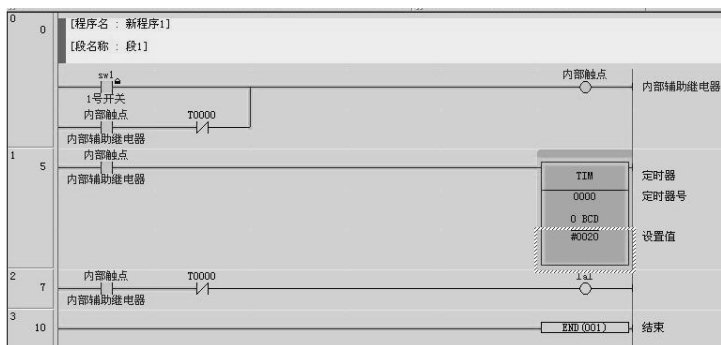 0
0
[程序名 : 新程序1]
[段名称 : 段1]
sw1
1号开关
内部触点
内部辅助继电器
内部触点
T0000
内部辅助继电器
1
5
内部触点
内部辅助继电器
TIM
定时器
0000
定时器号
0 BCD
#0020
设置值
2
7
内部触点
T0000
内部辅助继电器
3
10
END(001)
结束